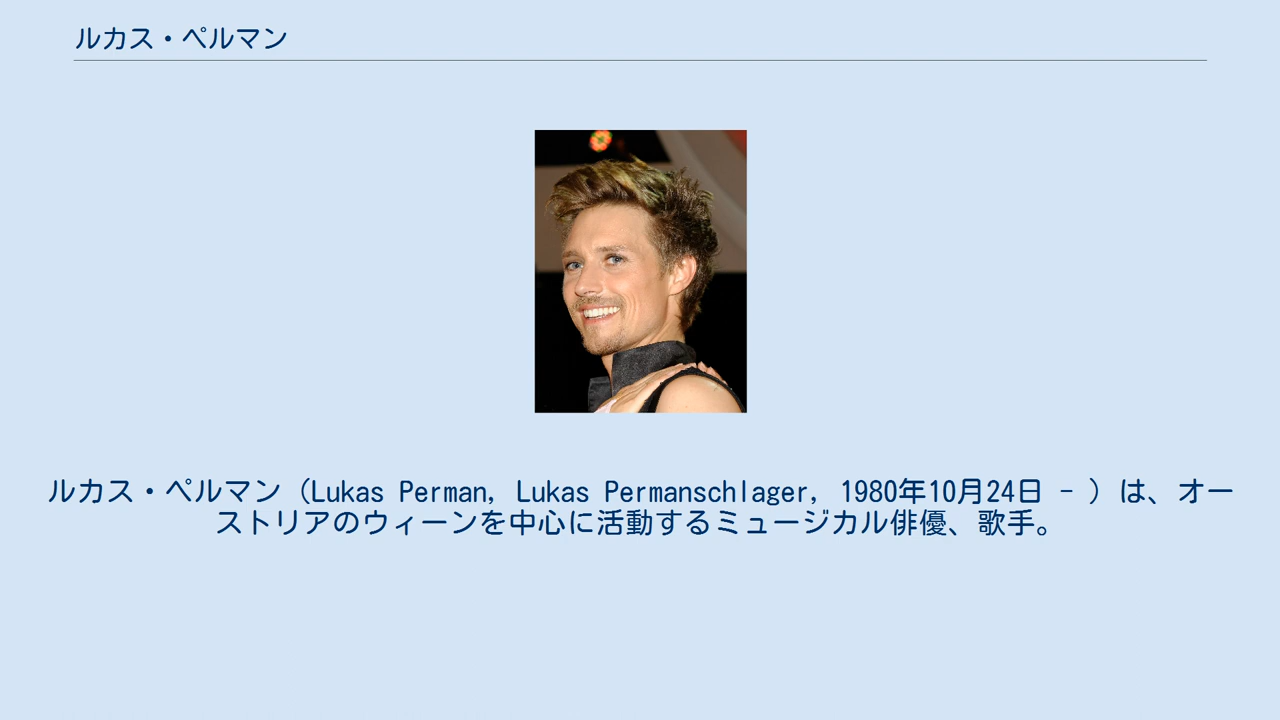 ルカス・ペルマン
ルカス・ペルマン（Lukas Perman, Lukas Permanschlager, 1980年10月24日 - ）は、オー
ストリアのウィーンを中心に活動するミュージカル俳優、歌手。